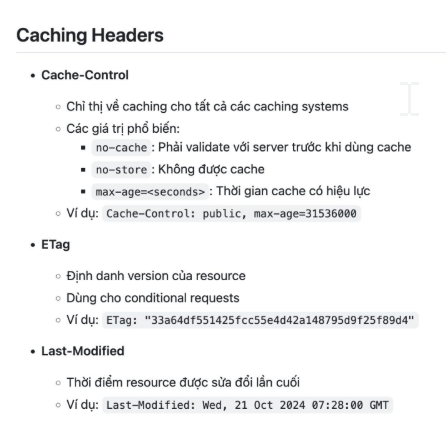 Caching Headers
Cache-Control
Chỉ thị về caching cho tất cả các caching systems
Các giá trị phổ biến:
no-cache : Phải validate với server trước khi dùng cache
no-store : Không được cache
max-age=<seconds> : Thời gian cache có hiệu lực
Ví dụ: Cache-Control: public, max-age=31536000
ETag
Định danh version của resource
Dùng cho conditional requests
Ví dụ: ETag: "33a64df551425fcc55e4d42a148795d9f25f89d4"
Last-Modified
Thời điểm resource được sửa đổi lần cuối
Ví dụ: Last-Modified: Wed, 21 Oct 2024 07:28:00 GMT